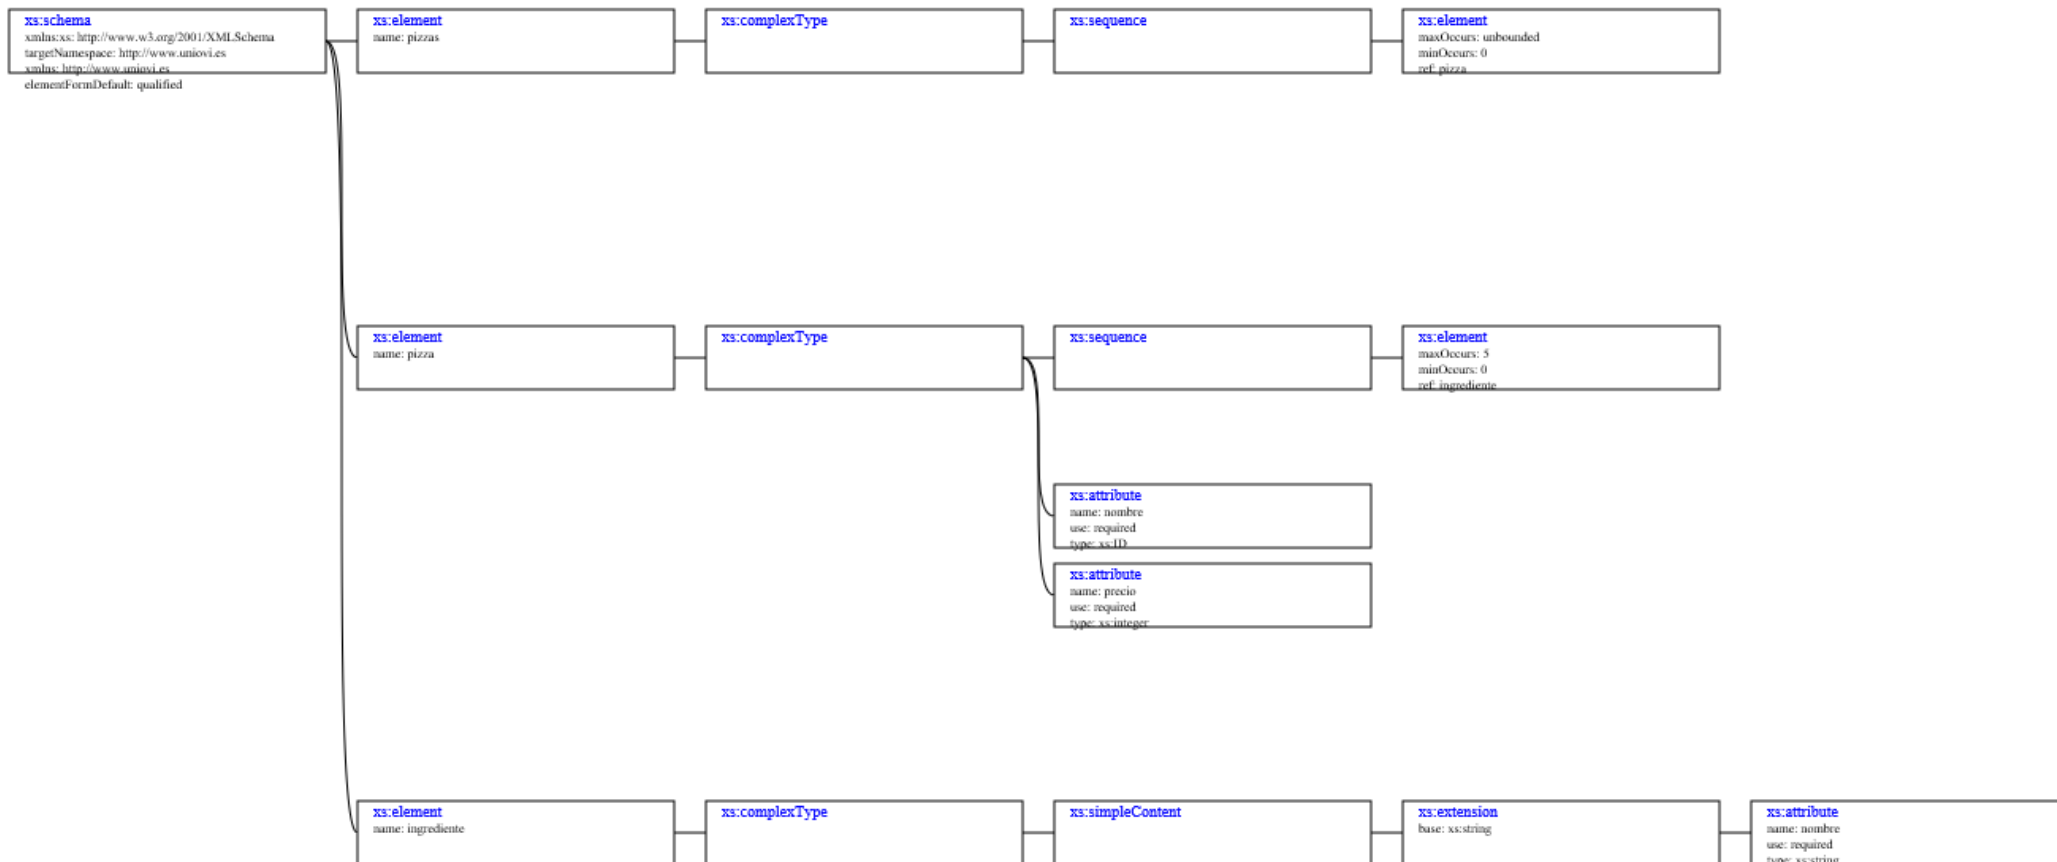 xs:schema
xmlns:xs: http://www.w3.org/2001/XMLSchema
targetNamespace: http://www.uniovi.es
xmlns: http://www.uniovi.es
elementFormDefault: qualified
xs:element
name: pizzas
xs:complexType
xs:sequence
xs:element
maxOccurs: unbounded
minOccurs: 0
ref: pizza
xs:element
name: pizza
xs:complexType
xs:sequence
xs:element
maxOccurs: 5
minOccurs: 0
ref: ingrediente
xs:attribute
name: nombre
use: required
type: xs:ID
xs:attribute
name: precio
use: required
type: xs:integer
xs:element
name: ingrediente
xs:complexType
xs:simpleContent
xs:extension
base: xs:string
xs:attribute
name: nombre
use: required
type: xs:string